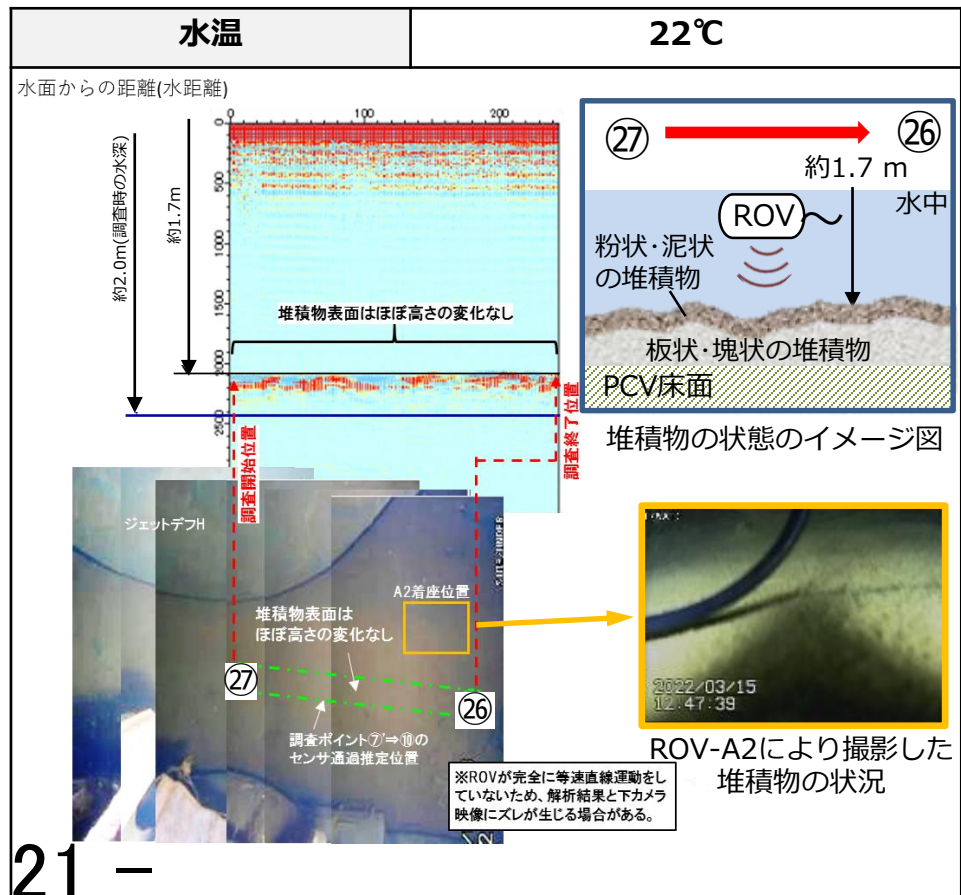 水温
22℃
水面からの距離(水距離)
0
100
200
0
500
1000
1500
2000
2500
約2.0m(調査時の水深)
約1.7m
堆積物表面はほぼ高さの変化なし
調査開始位置
調査終了位置
㉗
㉖
約1.7 m
水中
ROV
粉状･泥状
の堆積物
板状･塊状の堆積物
PCV床面
堆積物の状態のイメージ図
ジェットデフH
A2着座位置
堆積物表面は
ほぼ高さの変化なし
㉗
㉖
調査ポイント⑦'⇒⑩の
センサ通過推定位置
※ROVが完全に等速直線運動をし
ていないため、解析結果と下カメラ
映像にズレが生じる場合がある。
2022/03/15
12:47:39
ROV-A2により撮影した
堆積物の状況
21 －